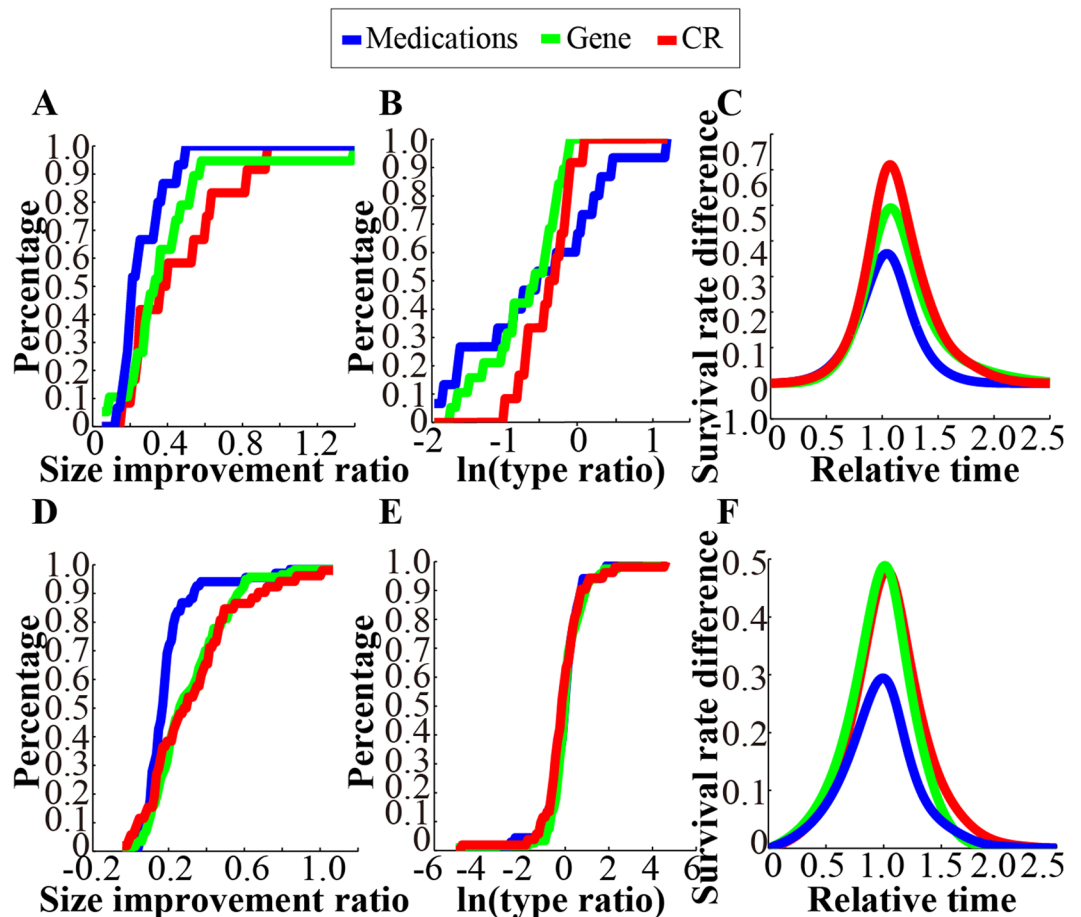 Medications Gene CR
A B C
Percentage
1.0
0.9
0.8
0.7
0.6
0.5
0.4
0.3
0.2
0.1
0
0 0.4 0.8 1.2
Size improvement ratio
Percentage
1.0
0.9
0.8
0.7
0.6
0.5
0.4
0.3
0.2
0.1
0
-2 -1 0 1
ln(type ratio)
Survival rate difference
0.7
0.6
0.5
0.4
0.3
0.2
0.1
0
1.0
0 0.5 1.0 1.5 2.0 2.5
Relative time
D E F
Percentage
1.0
0.9
0.8
0.7
0.6
0.5
0.4
0.3
0.2
0.1
0
-0.2 0.2 0.6 1.0
Size improvement ratio
Percentage
1.0
0.9
0.8
0.7
0.6
0.5
0.4
0.3
0.2
0.1
0
-6 -4 -2 0 2 4 6
ln(type ratio)
Survival rate difference
0.5
0.4
0.3
0.2
0.1
0
0 0.5 1.0 1.5 2.0 2.5
Relative time